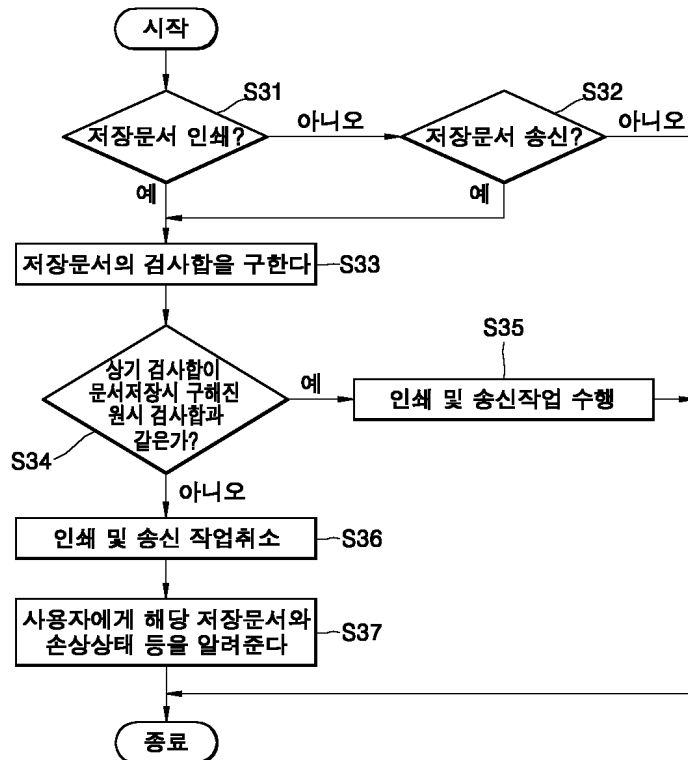 시작
S31
저장문서 인쇄?
아니오
S32
저장문서 송신?
아니오
예
예
저장문서의 검사합을 구한다
S33
상기 검사합이
문서저장시 구해진
원시 검사합과
같은가?
S34
예
S35
인쇄 및 송신작업 수행
아니오
인쇄 및 송신 작업취소
S36
사용자에게 해당 저장문서와
손상상태 등을 알려준다
S37
종료